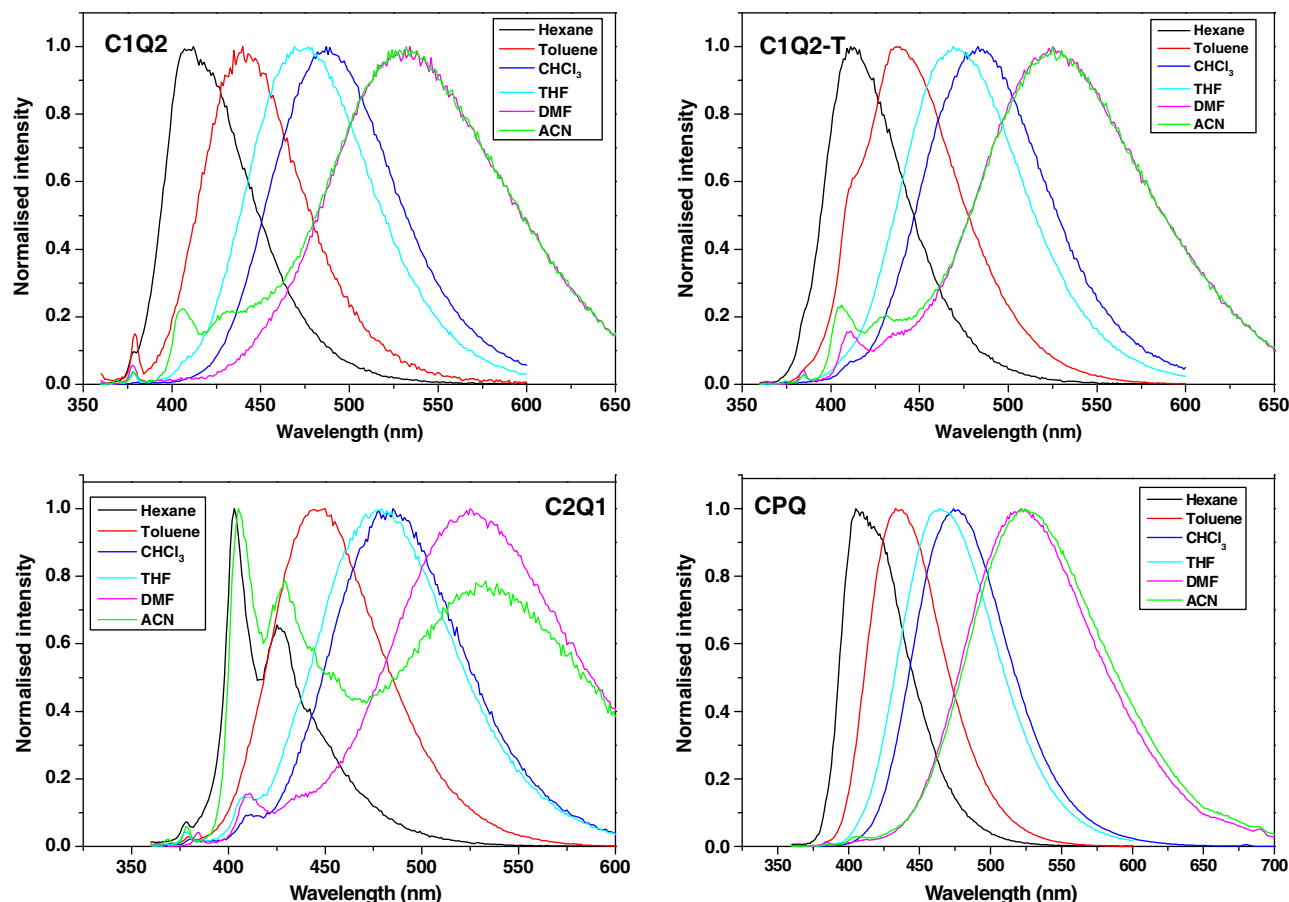 C1Q2
Hexane
Toluene
CHCl3
THF
DMF
ACN
1.0
0.8
0.6
0.4
0.2
0.0
Normalised intensity
350 400 450 500 550 600 650
Wavelength (nm)
C1Q2-T
Hexane
Toluene
CHCl3
THF
DMF
ACN
1.0
0.8
0.6
0.4
0.2
0.0
Normalised intensity
350 400 450 500 550 600 650
Wavelength (nm)
C2Q1
Hexane
Toluene
CHCl3
THF
DMF
ACN
1.0
0.8
0.6
0.4
0.2
0.0
Normalised intensity
350 400 450 500 550 600
Wavelength (nm)
CPQ
Hexane
Toluene
CHCl3
THF
DMF
ACN
1.0
0.8
0.6
0.4
0.2
0.0
Normalised intensity
350 400 450 500 550 600 650 700
Wavelength (nm)